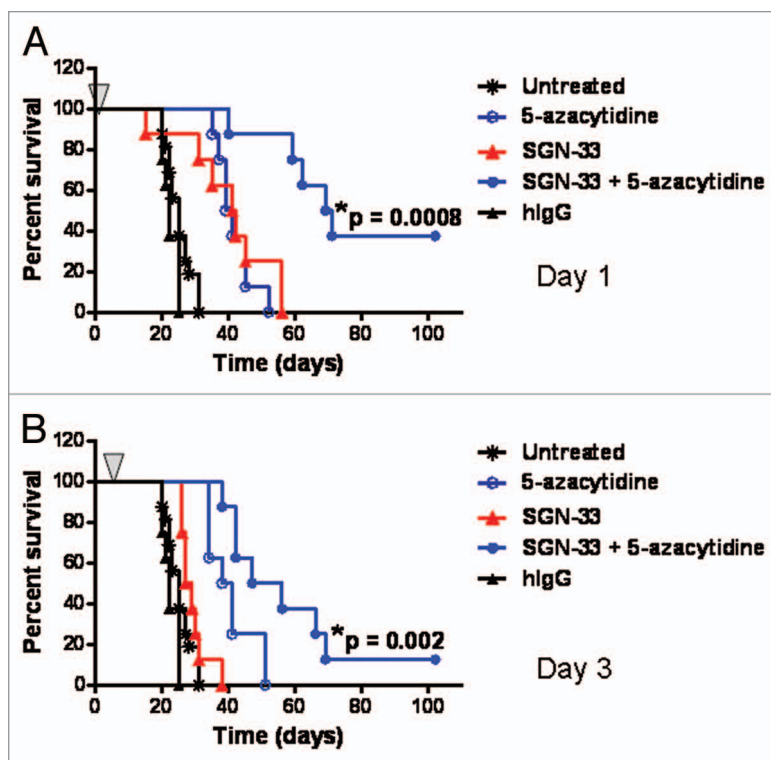 A
120
100
80
60
40
20
0
Percent survival
0 20 40 60 80 100
Time (days)
*p = 0.0008
Untreated
5-azacytidine
SGN-33
SGN-33 + 5-azacytidine
hIgG
Day 1
B
120
100
80
60
40
20
0
Percent survival
0 20 40 60 80 100
Time (days)
*p = 0.002
Untreated
5-azacytidine
SGN-33
SGN-33 + 5-azacytidine
hIgG
Day 3